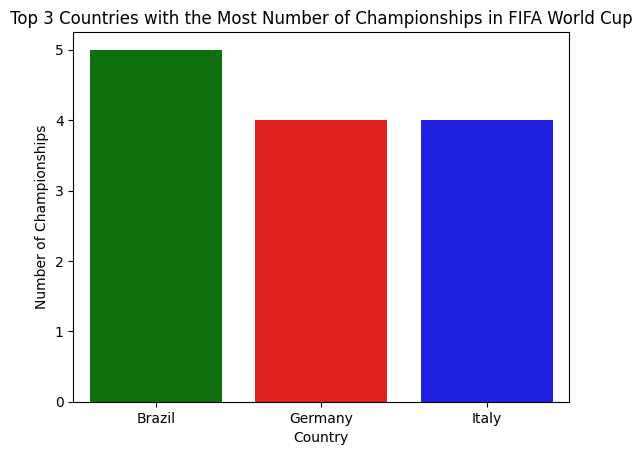 Top 3 Countries with the Most Number of Championships in FIFA World Cup
5
4
3
2
1
0
Number of Championships
Brazil
Germany
Italy
Country